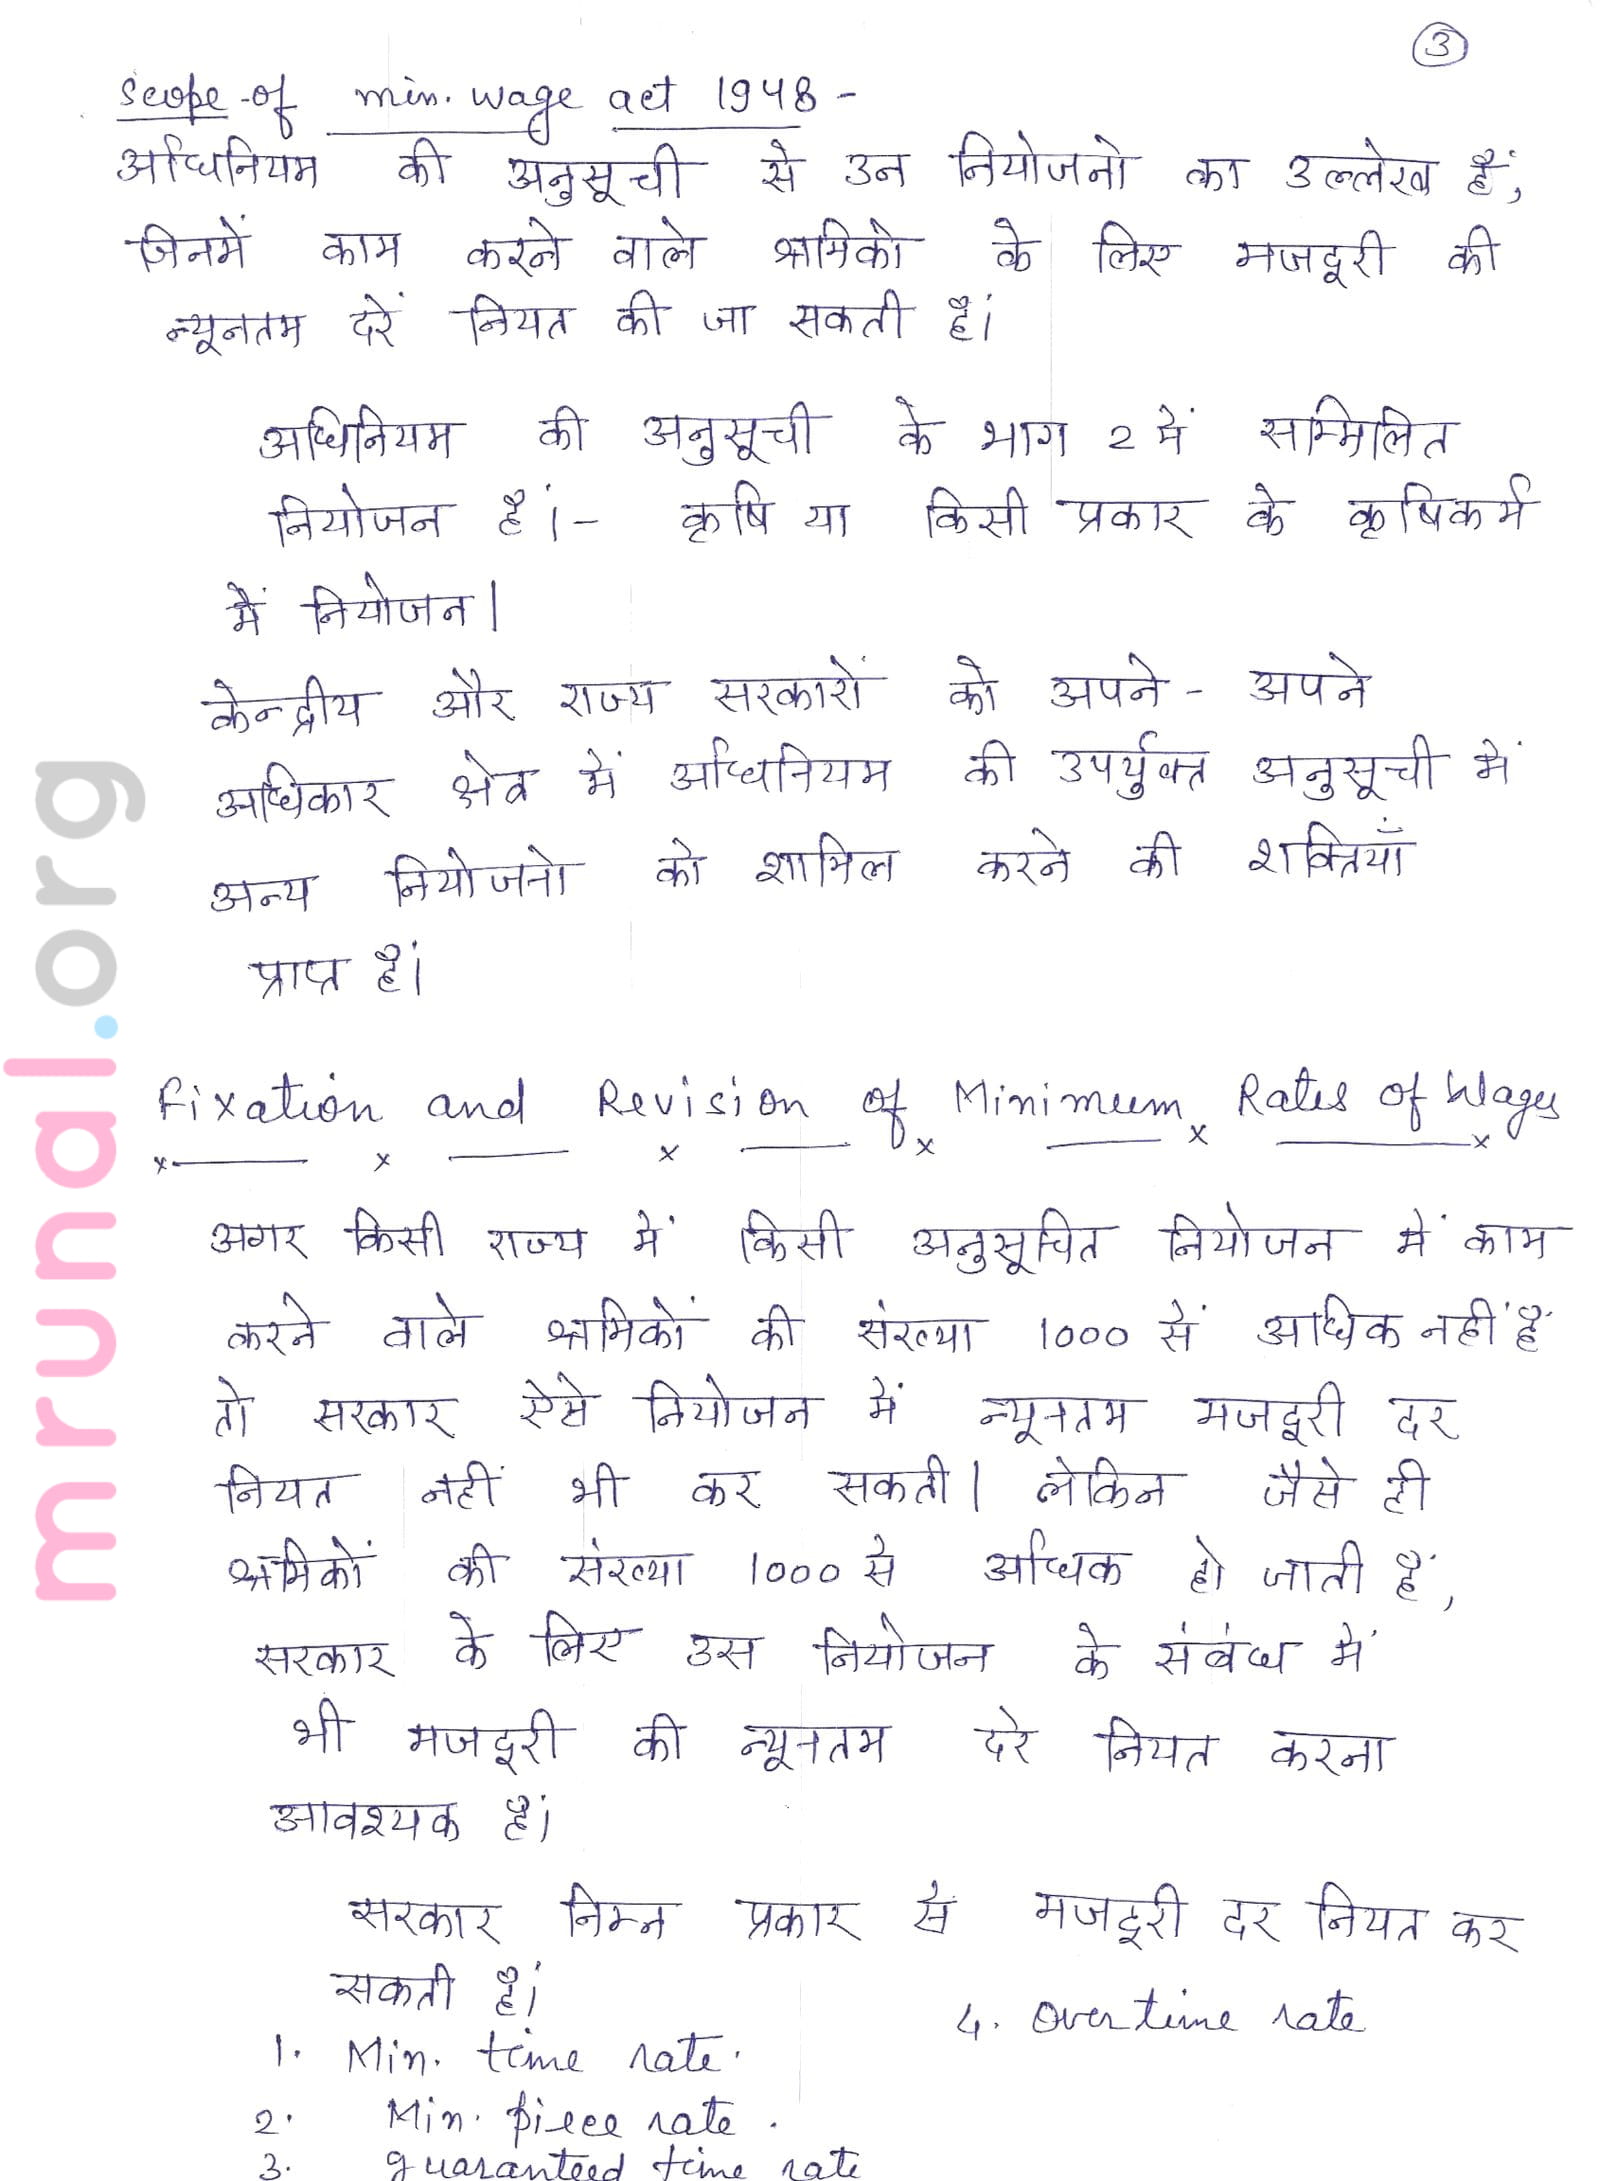 3
Scope of min. wage act 1948 -
अधिनियम की अनुसूची से उन नियोजनो का उल्लेख हैं,
जिनमें काम करने वाले श्रमिको के लिए मजदूरी की
न्यूनतम दरें नियत की जा सकती हैं।
अधिनियम की अनुसूची के भाग 2 में सम्मिलित
नियोजन हैं।- कृषि या किसी प्रकार के कृषिकर्म
में नियोजन।
केन्द्रीय और राज्य सरकारों को अपने - अपने
अधिकार क्षेत्र में अधिनियम की उपर्युक्त अनुसूची में
अन्य नियोजनो को शामिल करने की शक्तियाँ
प्राप्त हैं।
Fixation and Revision of Minimum Rates of Wages
अगर किसी राज्य में किसी अनुसूचित नियोजन में काम
करने वाले श्रमिकों की संख्या 1000 सें अधिक नहीं हैं
तो सरकार ऐसे नियोजन में न्यूनतम मजदूरी दर
नियत नहीं भी कर सकती। लेकिन जैसे ही
श्रमिकों की संख्या 1000 से अधिक हो जाती हैं,
सरकार के लिए उस नियोजन के संबंध में
भी मजदूरी की न्यूनतम दरे नियत करना
आवश्यक हैं।
सरकार निम्न प्रकार सें मजदूरी दर नियत कर
सकती हैं।
1. Min. time rate.
2. Min. piece rate.
3. guaranteed time rate
4. Overtime rate
mrunal.org